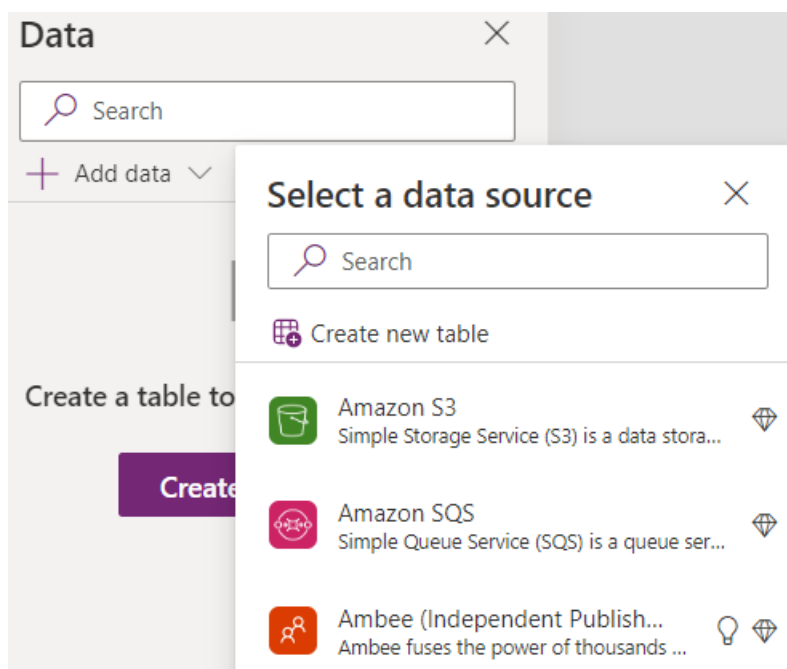 Data
Search
Add data
Create a table to
Create
Select a data source
Search
Create new table
Amazon S3
Simple Storage Service (S3) is a data stora...
Amazon SQS
Simple Queue Service (SQS) is a queue ser...
Ambee (Independent Publish...
Ambee fuses the power of thousands ...